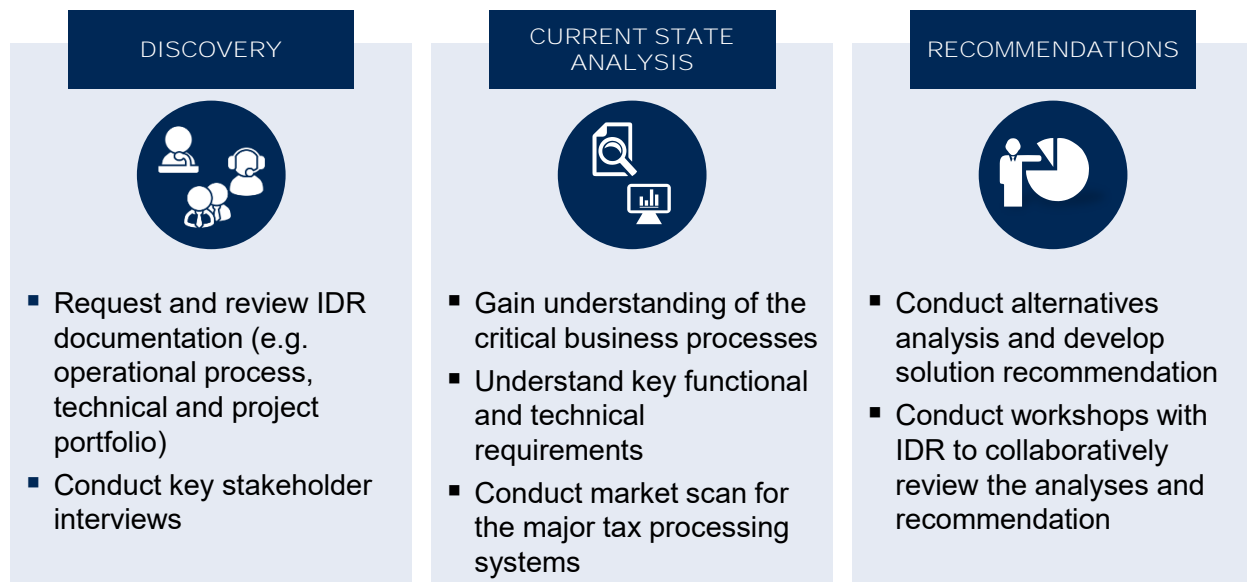 DISCOVERY
■ Request and review IDR
documentation (e.g.
operational process,
technical and project
portfolio)
■ Conduct key stakeholder
interviews
CURRENT STATE
ANALYSIS
■ Gain understanding of the
critical business processes
■ Understand key functional
and technical
requirements
■ Conduct market scan for
the major tax processing
systems
RECOMMENDATIONS
■ Conduct alternatives
analysis and develop
solution recommendation
■ Conduct workshops with
IDR to collaboratively
review the analyses and
recommendation